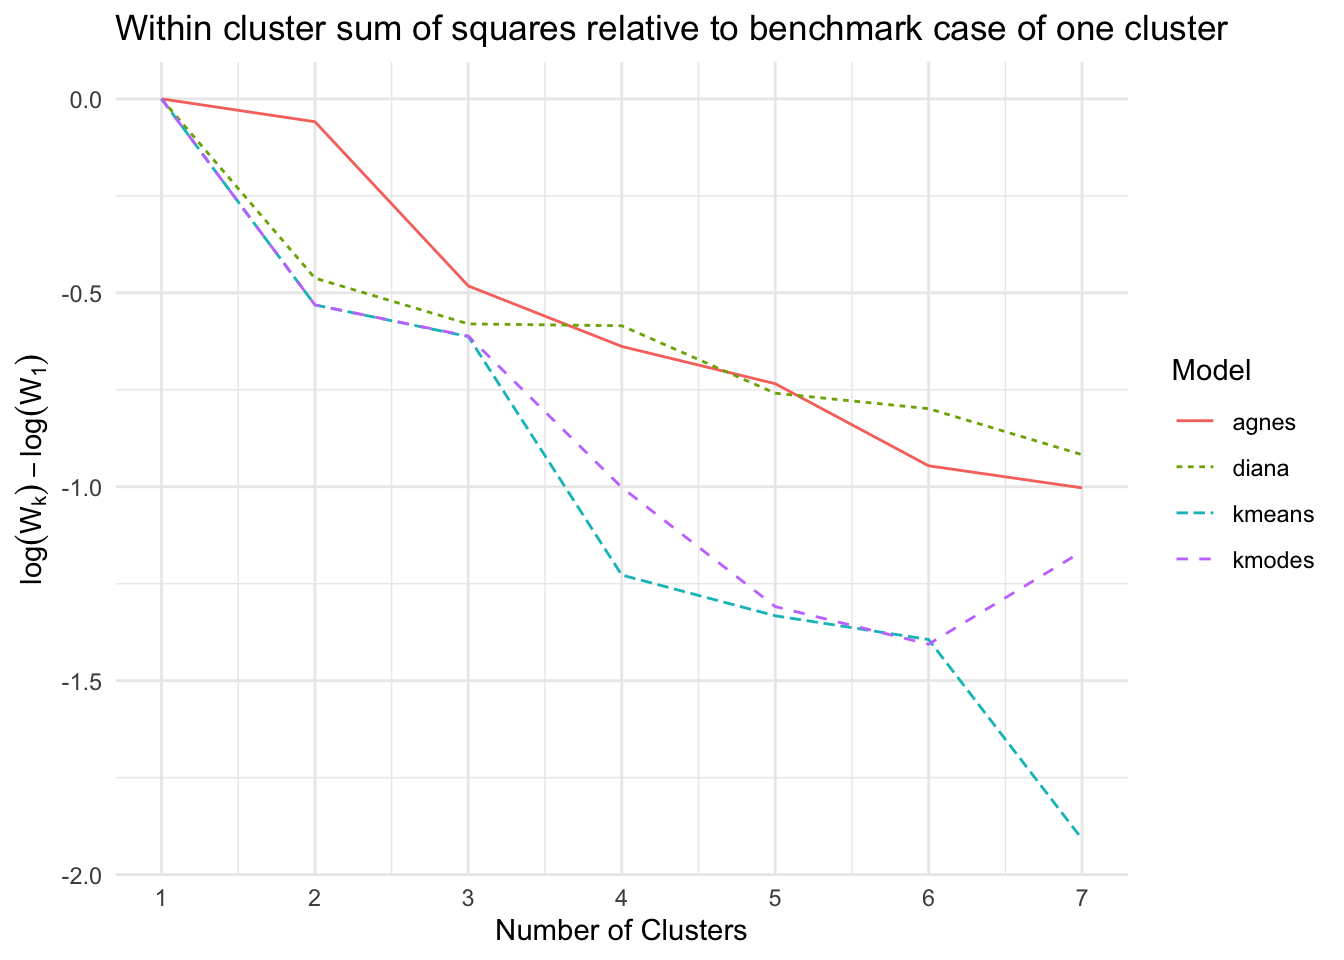 Within cluster sum of squares relative to benchmark case of one cluster
0.0
-0.5
-1.0
-1.5
-2.0
log(Wₖ) − log(W₁)
1 2 3 4 5 6 7
Number of Clusters
Model
agnes
diana
kmeans
kmodes